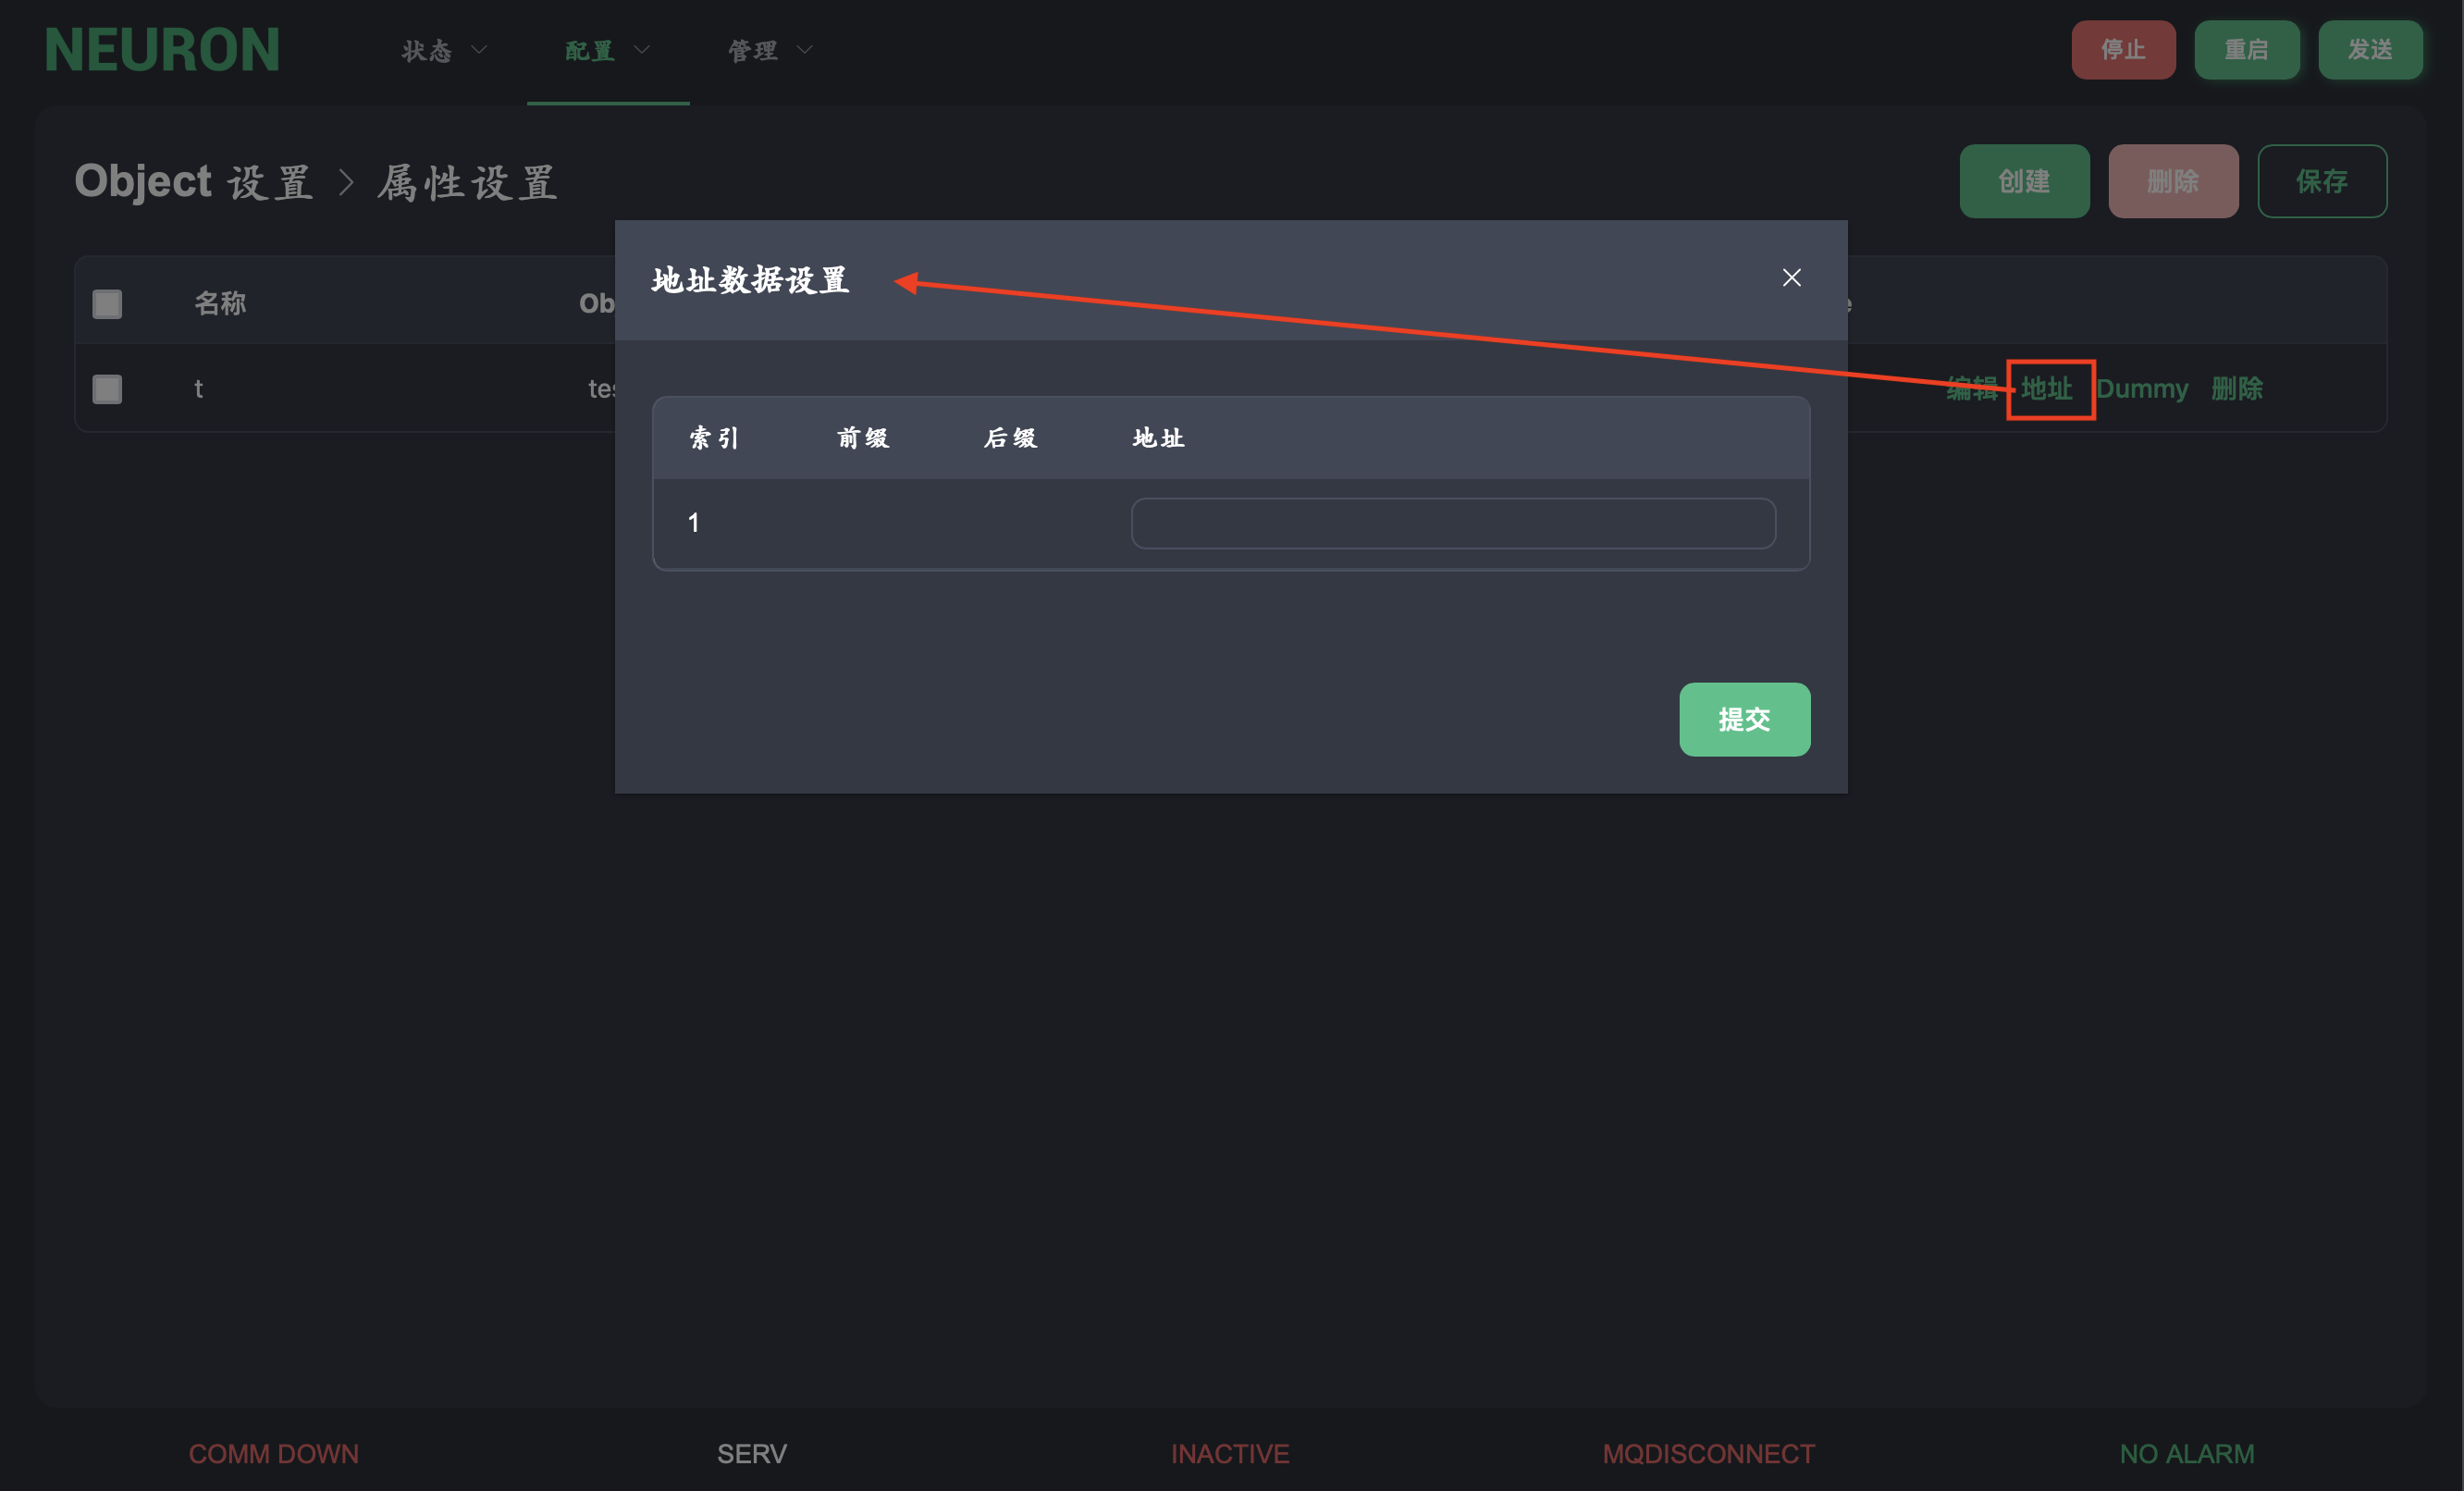 NEURON 状态 配置 管理 停止 重启 发送
Object 设置 > 属性设置 创建 删除 保存
地址数据设置
名称
索引 前缀 后缀 地址
t 编辑 地址 Dummy 删除
1
提交
COMM DOWN SERV INACTIVE MQDISCONNECT NO ALARM